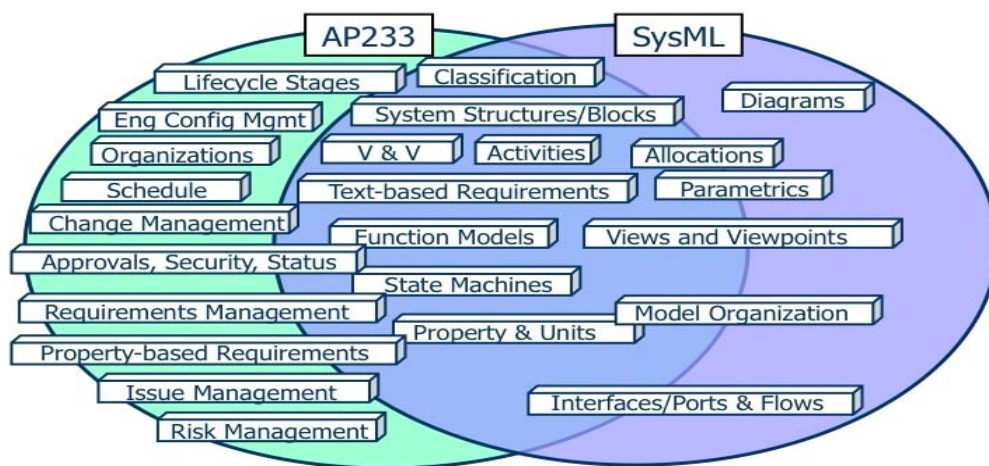 AP233
SysML
Lifecycle Stages
Classification
Diagrams
Eng Config Mgmt
System Structures/Blocks
Organizations
V & V
Activities
Allocations
Schedule
Text-based Requirements
Parametrics
Change Management
Function Models
Views and Viewpoints
Approvals, Security, Status
State Machines
Requirements Management
Model Organization
Property & Units
Property-based Requirements
Issue Management
Interfaces/Ports & Flows
Risk Management